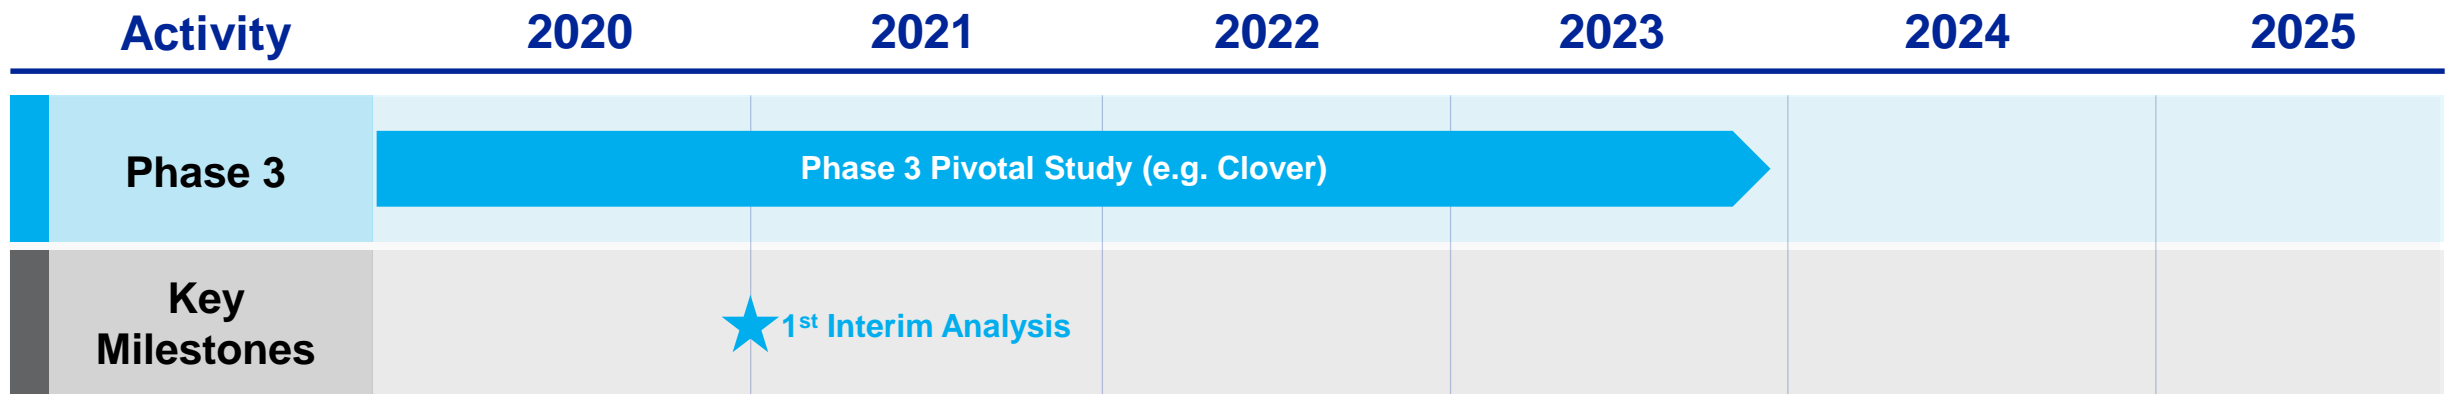 Activity 2020 2021 2022 2023 2024 2025
Phase 3
Phase 3 Pivotal Study (e.g. Clover)
Key
Milestones
1st Interim Analysis